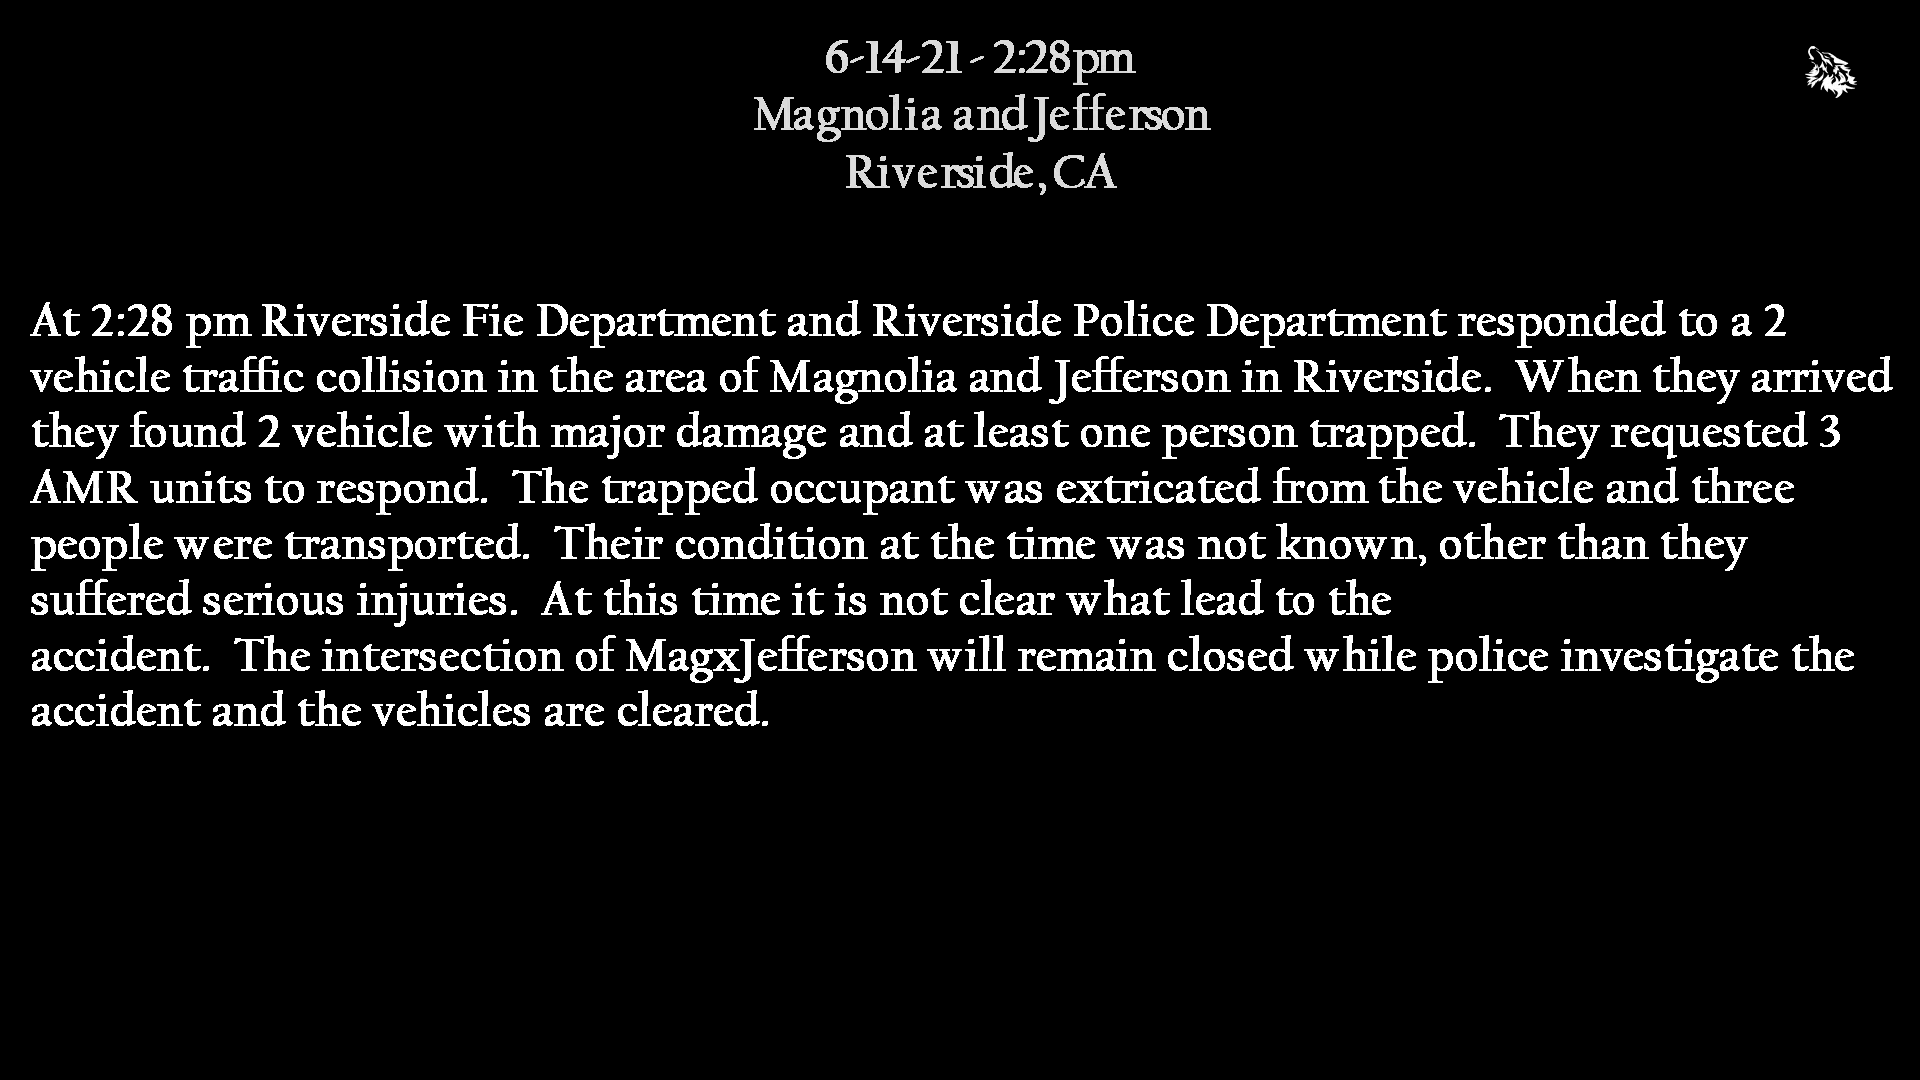 6-14-21 - 2:28pm
Magnolia and Jefferson
Riverside, CA
At 2:28 pm Riverside Fie Department and Riverside Police Department responded to a 2
vehicle traffic collision in the area of Magnolia and Jefferson in Riverside.  When they arrived
they found 2 vehicle with major damage and at least one person trapped.  They requested 3
AMR units to respond.  The trapped occupant was extricated from the vehicle and three
people were transported.  Their condition at the time was not known, other than they
suffered serious injuries.  At this time it is not clear what lead to the
accident.  The intersection of MagxJefferson will remain closed while police investigate the
accident and the vehicles are cleared.